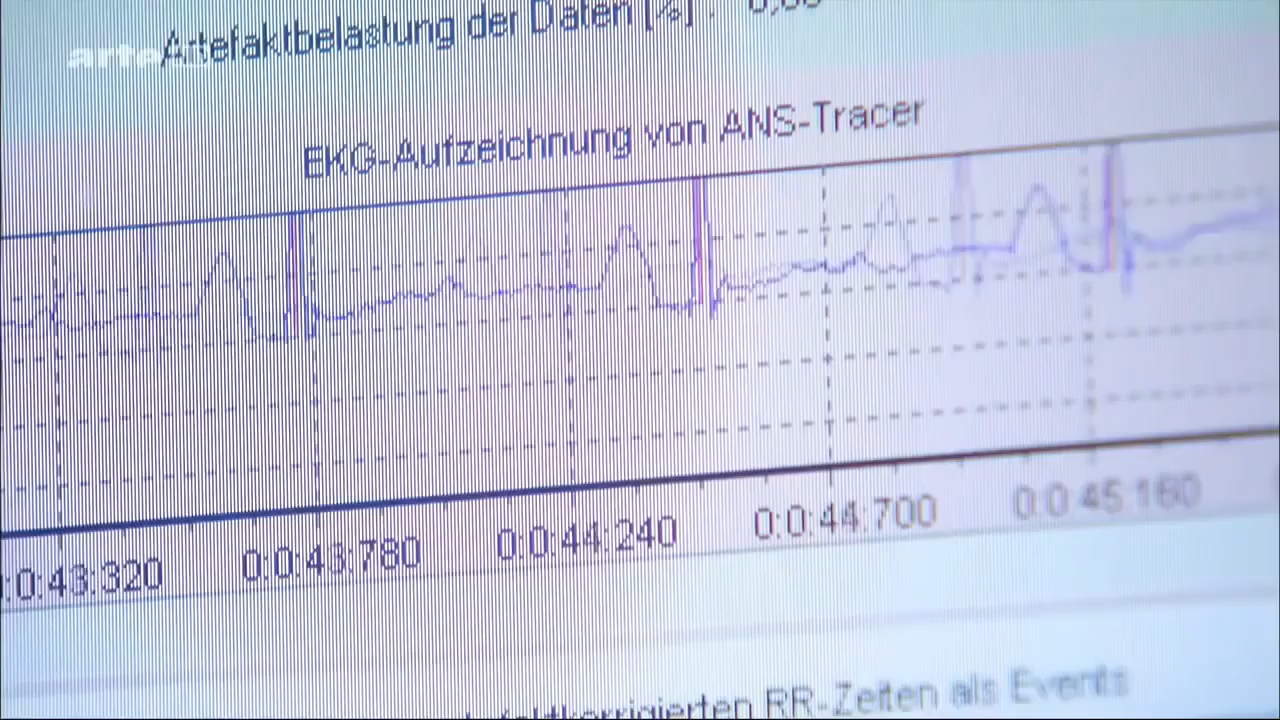 Artefaktbelastung der Daten [%] :
arte
EKG-Aufzeichnung von ANS-Tracer
:0:43:320 0:0:43:780 0:0:44:240 0:0:44:700 0:0:45:160
RR-Zeiten als Events